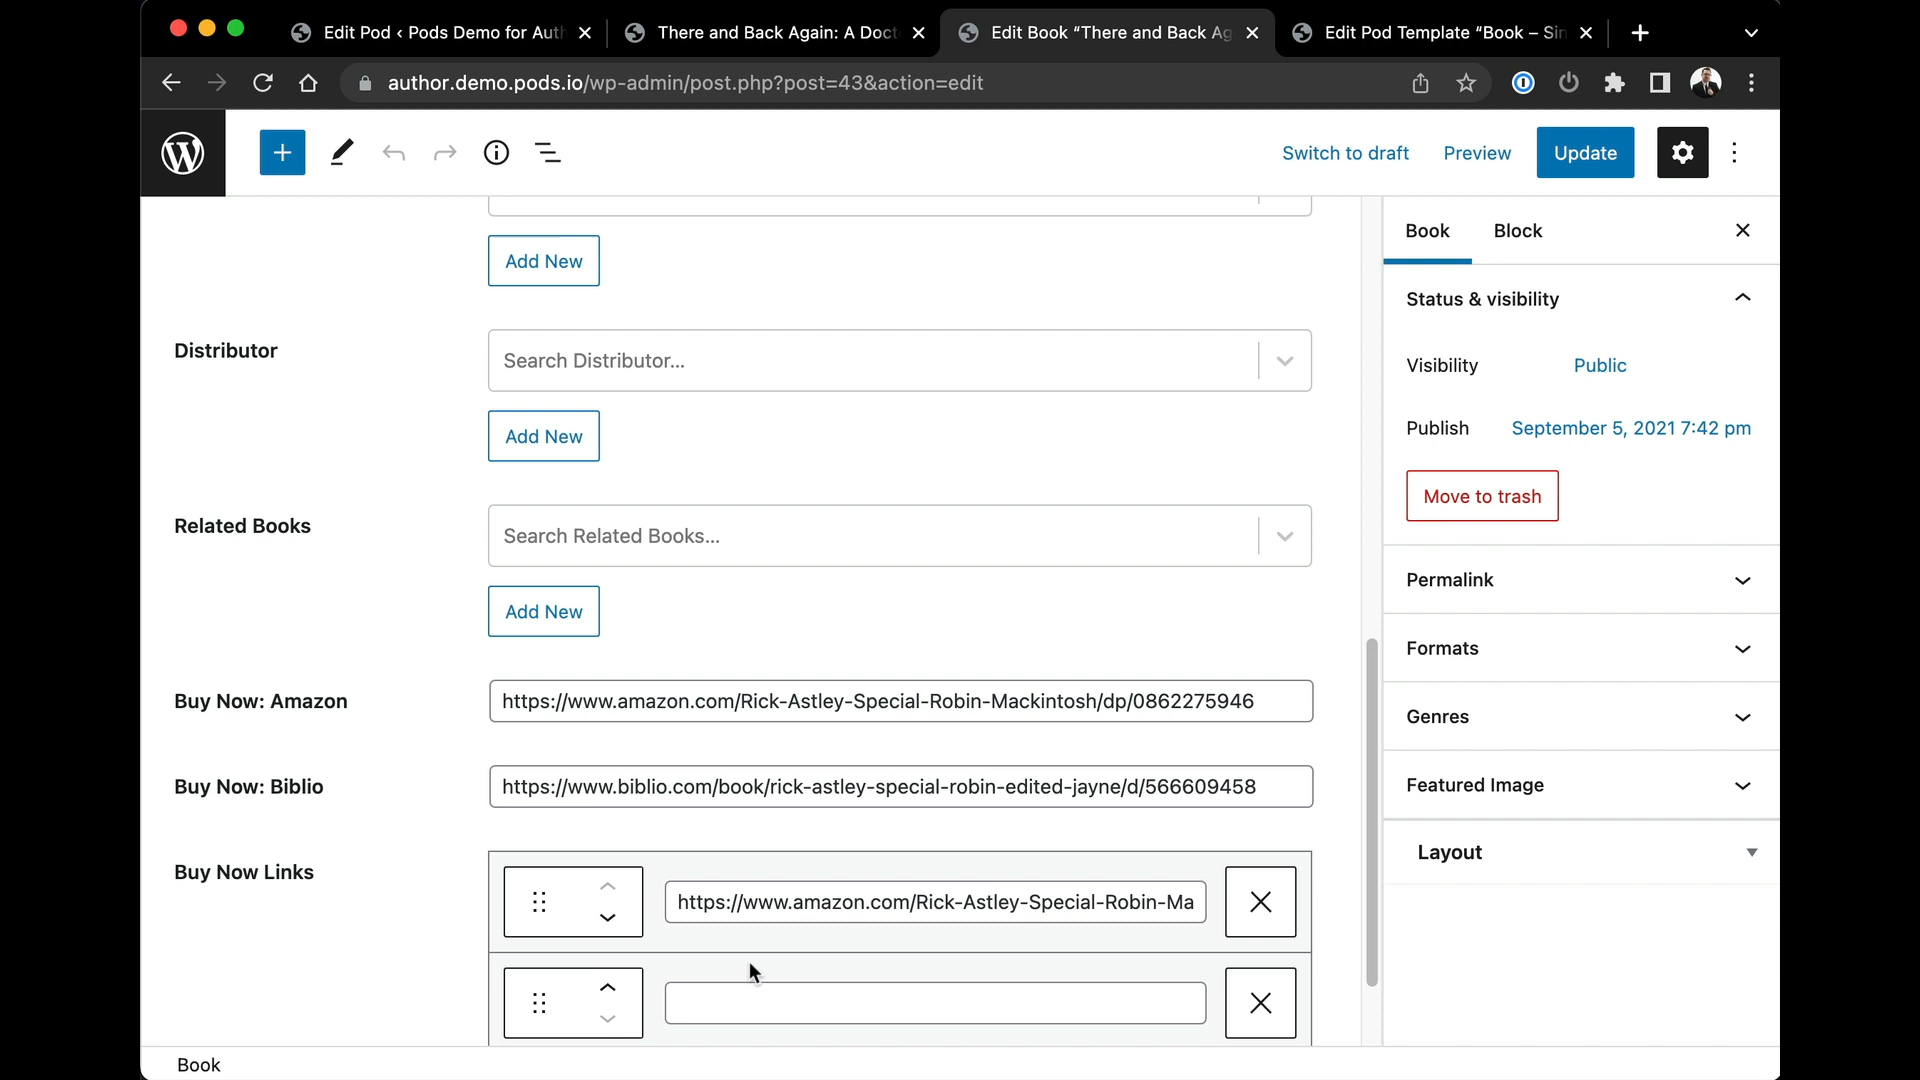 Edit Pod ‹ Pods Demo for Auth
There and Back Again: A Doct
Edit Book “There and Back Ag
Edit Pod Template “Book – Sin
author.demo.pods.io/wp-admin/post.php?post=43&action=edit
Switch to draft
Preview
Update
Add New
Distributor
Search Distributor...
Add New
Related Books
Search Related Books...
Add New
Buy Now: Amazon
https://www.amazon.com/Rick-Astley-Special-Robin-Mackintosh/dp/0862275946
Buy Now: Biblio
https://www.biblio.com/book/rick-astley-special-robin-edited-jayne/d/566609458
Buy Now Links
https://www.amazon.com/Rick-Astley-Special-Robin-Ma
Book
Block
Status & visibility
Visibility
Public
Publish
September 5, 2021 7:42 pm
Move to trash
Permalink
Formats
Genres
Featured Image
Layout
Book